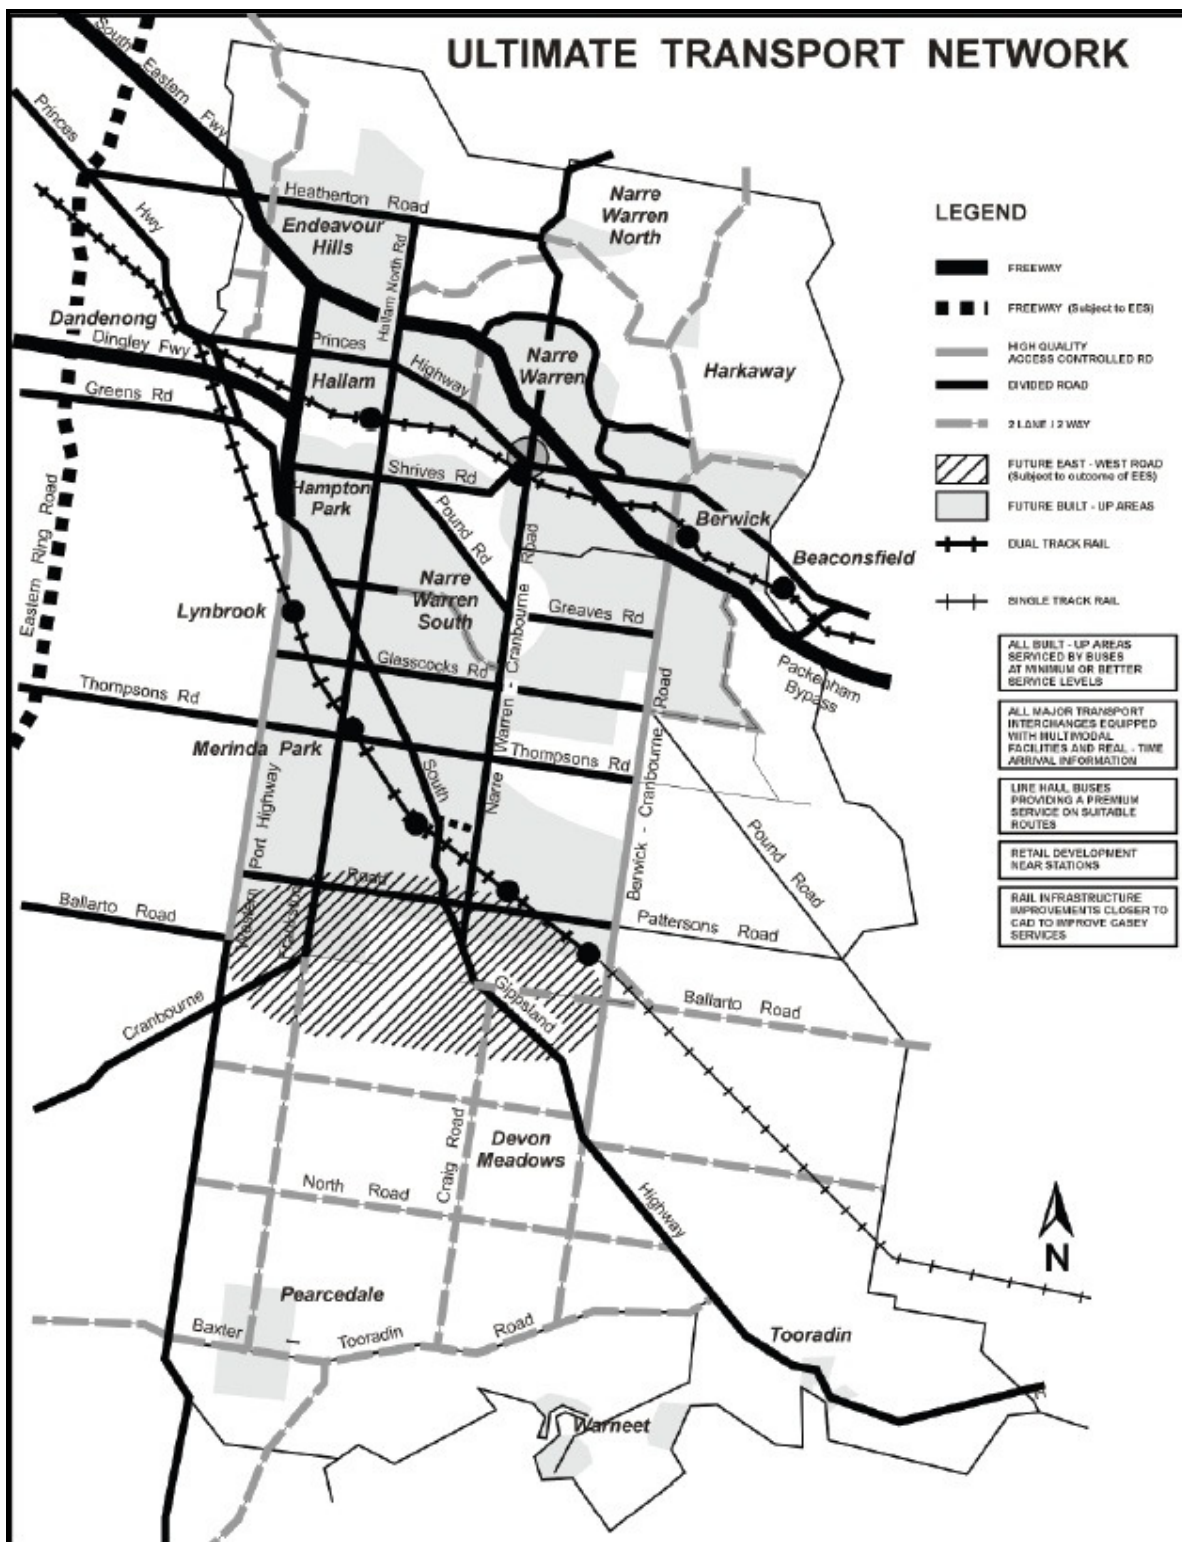 ULTIMATE TRANSPORT NETWORK
South Eastern Fwy
Princes
Hwy
Heatherton Road
Endeavour
Hills
Narre
Warren
North
Hallam North Rd
Dandenong
Dingley Fwy
Greens Rd
Princes
Highway
Hallam
Narre
Warren
Harkaway
Shrives Rd
Hampton
Park
Pound Rd
Eastern Ring Road
Berwick
Beaconsfield
Lynbrook
Narre
Warren
South
Greaves Rd
Glasscocks Rd
Packenham
Bypass
Thompsons Rd
Merinda Park
Thompsons Rd
Narre Warren - Cranbourne Road
Berwick - Cranbourne Road
Pound Road
South
Port Highway
Western
Road
Ballarto Road
Frankston
Pattersons Road
Cranbourne
Gippsland
Ballarto Road
Craig Road
Devon
Meadows
North Road
Highway
Pearcedale
Baxter
Tooradin
Road
Tooradin
Warneet
N
LEGEND
FREEWAY
FREEWAY (Subject to EES)
HIGH QUALITY
ACCESS CONTROLLED RD
DIVIDED ROAD
2 LANE / 2 WAY
FUTURE EAST - WEST ROAD
(Subject to outcome of EES)
FUTURE BUILT - UP AREAS
DUAL TRACK RAIL
SINGLE TRACK RAIL
ALL BUILT - UP AREAS
SERVICED BY BUSES
AT MINIMUM OR BETTER
SERVICE LEVELS
ALL MAJOR TRANSPORT
INTERCHANGES EQUIPPED
WITH MULTIMODAL
FACILITIES AND REAL - TIME
ARRIVAL INFORMATION
LINE HAUL BUSES
PROVIDING A PREMIUM
SERVICE ON SUITABLE
ROUTES
RETAIL DEVELOPMENT
NEAR STATIONS
RAIL INFRASTRUCTURE
IMPROVEMENTS CLOSER TO
CAD TO IMPROVE CASEY
SERVICES